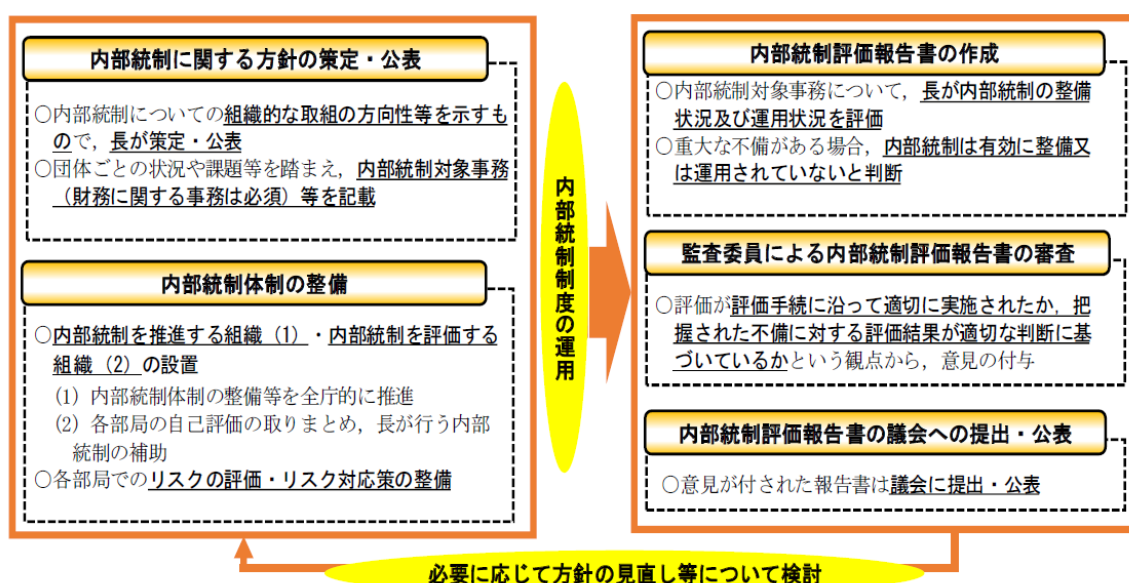 内部統制に関する方針の策定・公表
○内部統制についての組織的な取組の方向性等を示すも
ので，長が策定・公表
○団体ごとの状況や課題等を踏まえ，内部統制対象事務
（財務に関する事務は必須）等を記載
内部統制体制の整備
○内部統制を推進する組織（1）・内部統制を評価する
組織（2）の設置
（1）内部統制体制の整備等を全庁的に推進
（2）各部局の自己評価の取りまとめ，長が行う内部
統制の補助
○各部局でのリスクの評価・リスク対応策の整備
内部統制制度の運用
内部統制評価報告書の作成
○内部統制対象事務について，長が内部統制の整備
状況及び運用状況を評価
○重大な不備がある場合，内部統制は有効に整備又
は運用されていないと判断
監査委員による内部統制評価報告書の審査
○評価が評価手続に沿って適切に実施されたか，把
握された不備に対する評価結果が適切な判断に基
づいているかという観点から，意見の付与
内部統制評価報告書の議会への提出・公表
○意見が付された報告書は議会に提出・公表
必要に応じて方針の見直し等について検討